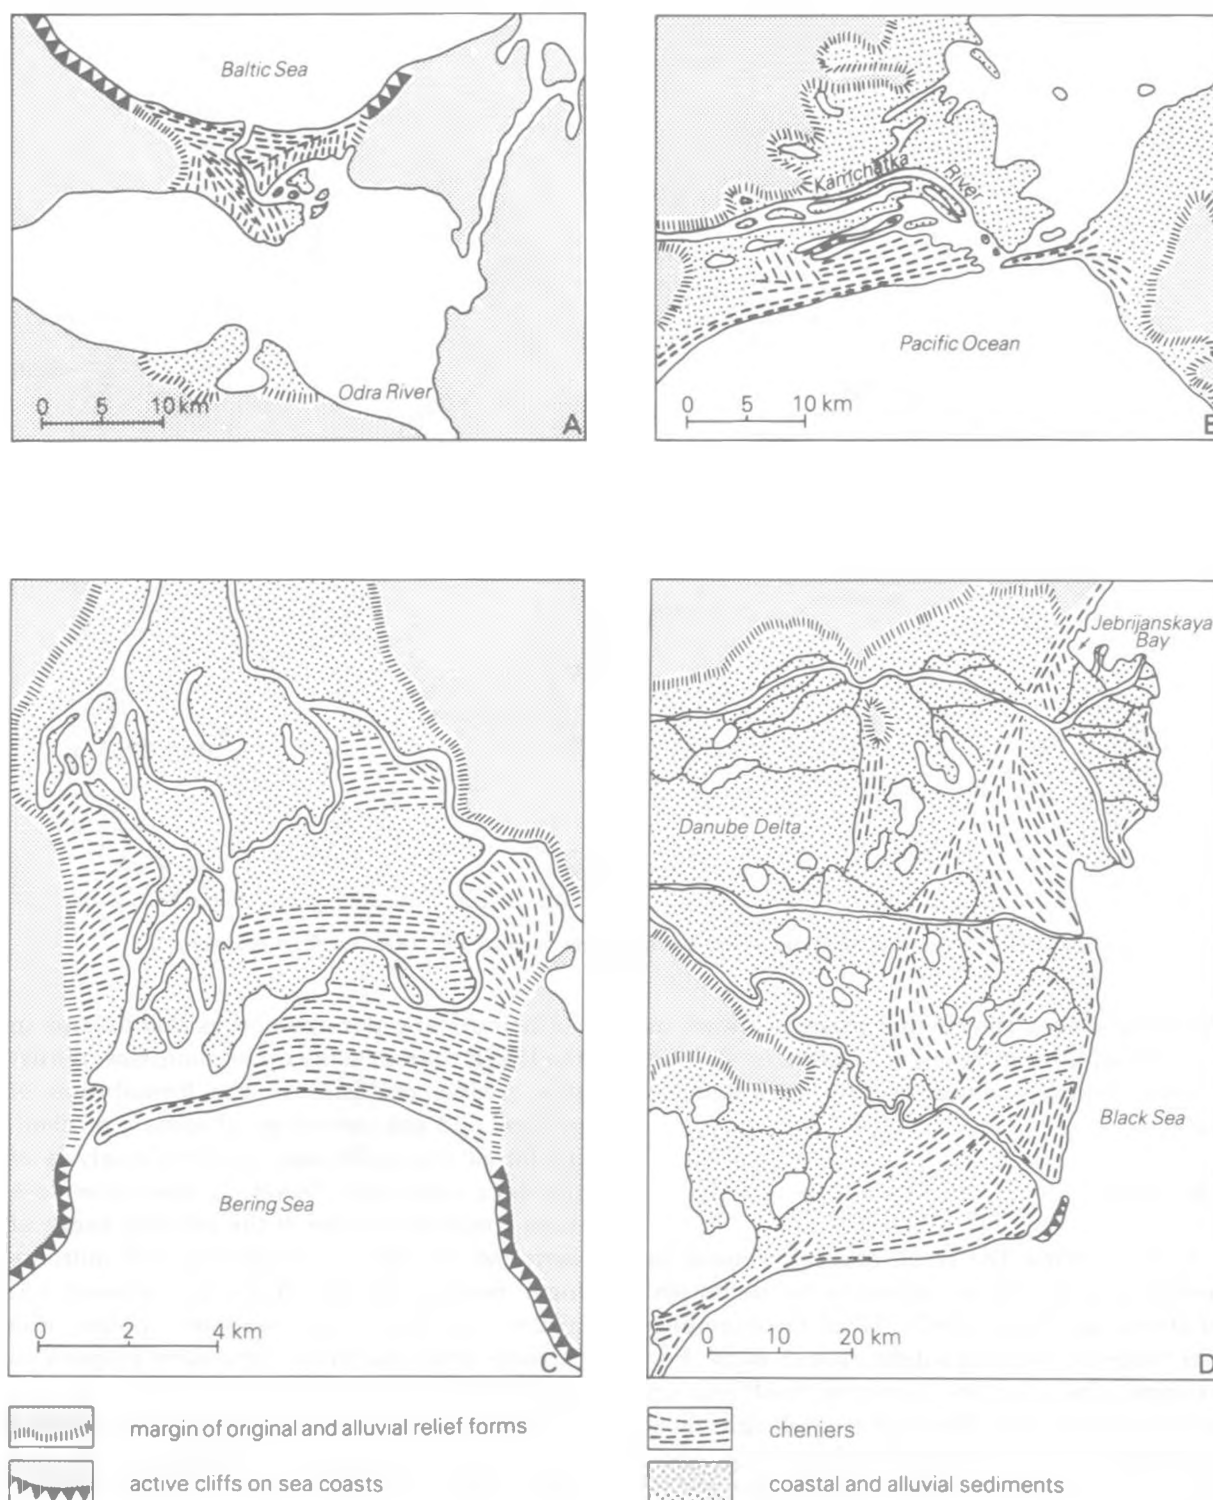 Baltic Sea
Odra River
0 5 10 km
A
Kamchatka River
Pacific Ocean
0 5 10 km
B
Bering Sea
0 2 4 km
C
Jebrijanskaya
Bay
Danube Delta
Black Sea
0 10 20 km
D
margin of original and alluvial relief forms
active cliffs on sea coasts
cheniers
coastal and alluvial sediments